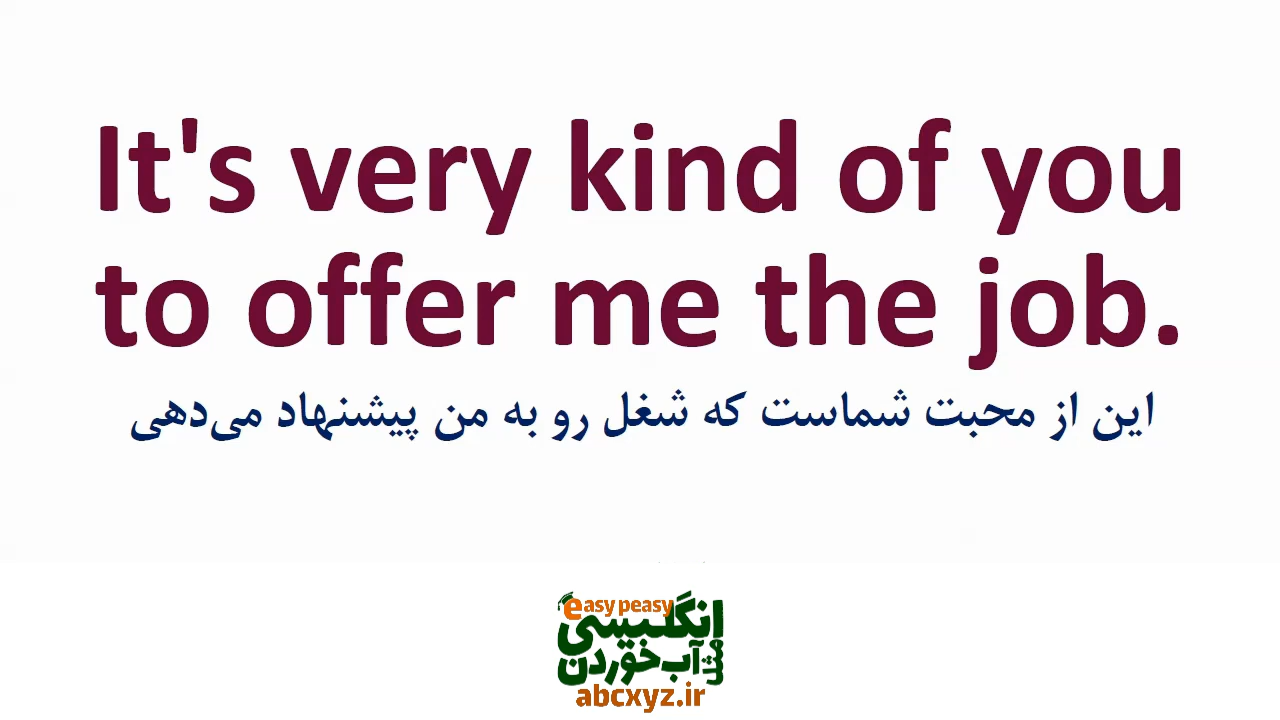 It's very kind of you
to offer me the job.
این از محبت شماست که شغل رو به من پیشنهاد می‌دهی
easy peasy
انگلیسی
مثل آب خوردن
abcxyz.ir